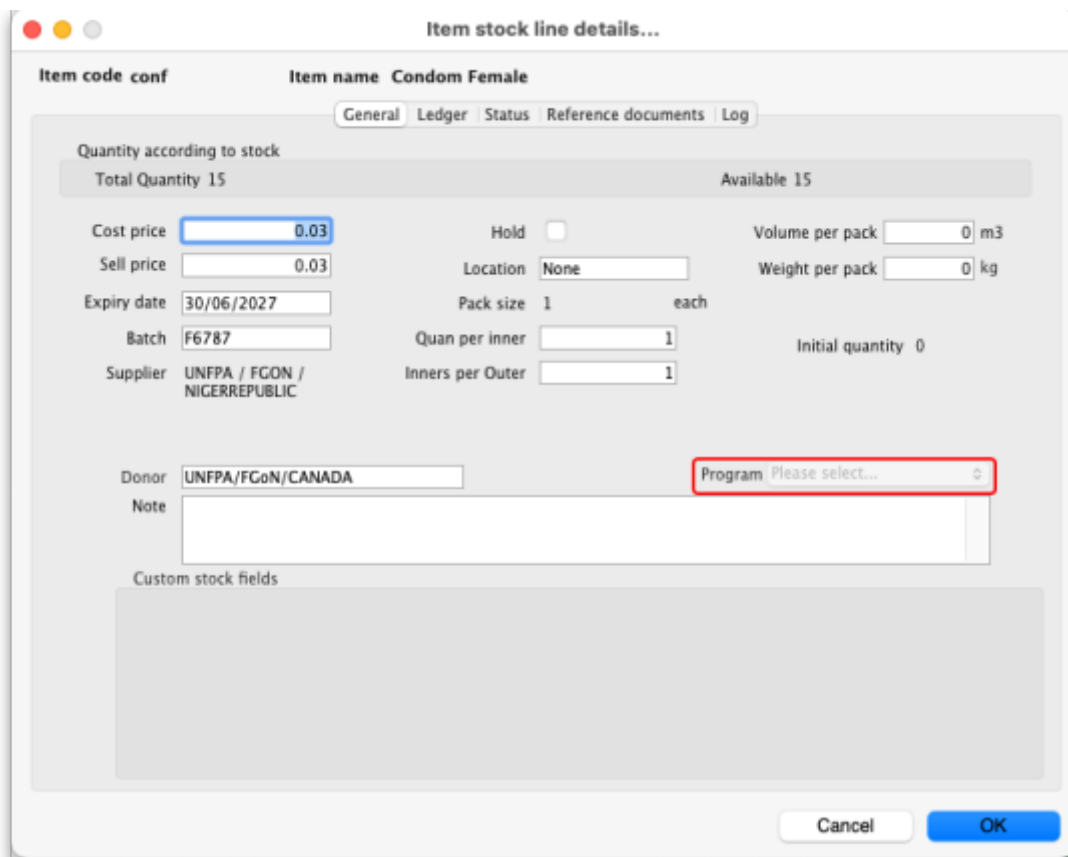 Item stock line details...
Item code conf Item name Condom Female
General Ledger Status Reference documents Log
Quantity according to stock
Total Quantity 15 Available 15
Cost price 0.03 Hold Volume per pack 0 m3
Sell price 0.03 Location None Weight per pack 0 kg
Expiry date 30/06/2027 Pack size 1 each
Batch F6787 Quan per inner 1 Initial quantity 0
Supplier UNFPA / FGON / Inners per Outer 1
NIGERREPUBLIC
Donor UNFPA/FGoN/CANADA Program Please select...
Note
Custom stock fields
Cancel OK